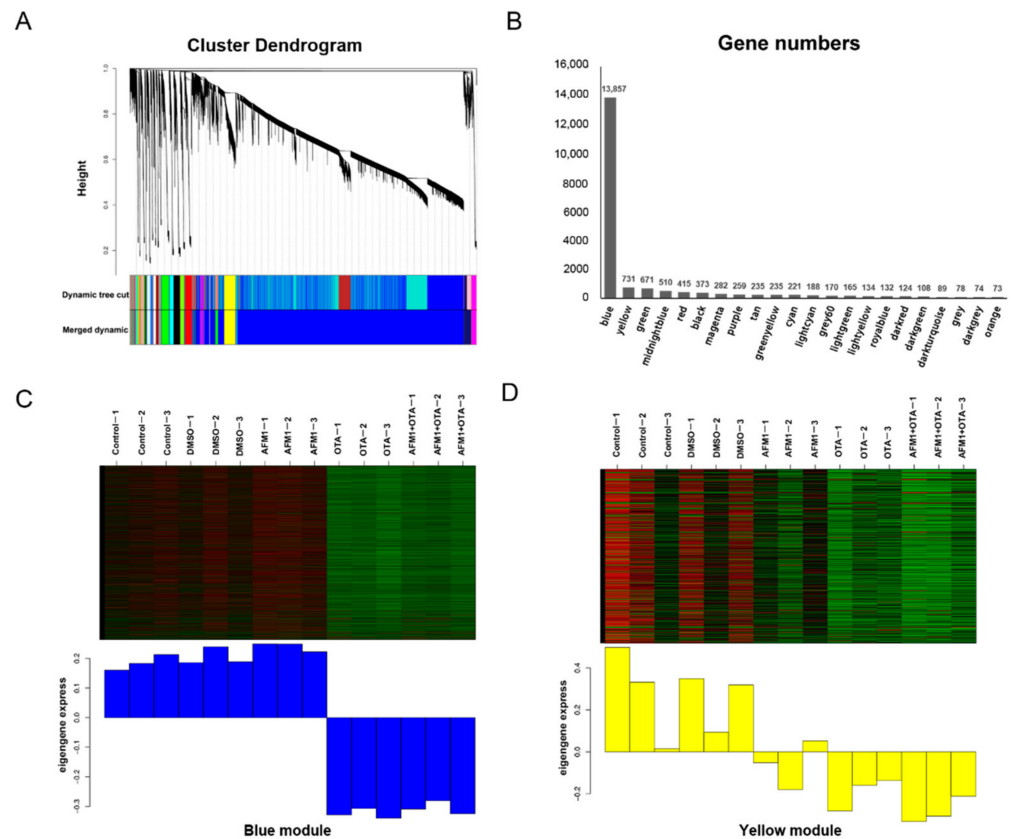 A
Cluster Dendrogram
Height
1.0
0.8
0.6
0.4
0.2
Dynamic tree cut
Merged dynamic
B
Gene numbers
16,000
14,000
12,000
10,000
8000
6000
4000
2000
0
13,857
731
671
510
415
373
282
259
235
235
221
188
170
165
134
132
124
108
89
78
74
73
blue
yellow
green
midnightblue
red
black
magenta
purple
tan
greenyellow
cyan
lightcyan
grey60
lightgreen
lightyellow
royalblue
darkred
darkgreen
darkturquoise
grey
darkgrey
orange
C
Control-1
Control-2
Control-3
DMSO-1
DMSO-2
DMSO-3
AFM1-1
AFM1-2
AFM1-3
OTA-1
OTA-2
OTA-3
AFM1+OTA-1
AFM1+OTA-2
AFM1+OTA-3
eigengene express
0.2
0.1
0.0
-0.1
-0.2
-0.3
Blue module
D
Control-1
Control-2
Control-3
DMSO-1
DMSO-2
DMSO-3
AFM1-1
AFM1-2
AFM1-3
OTA-1
OTA-2
OTA-3
AFM1+OTA-1
AFM1+OTA-2
AFM1+OTA-3
eigengene express
0.4
0.2
0.0
-0.2
Yellow module